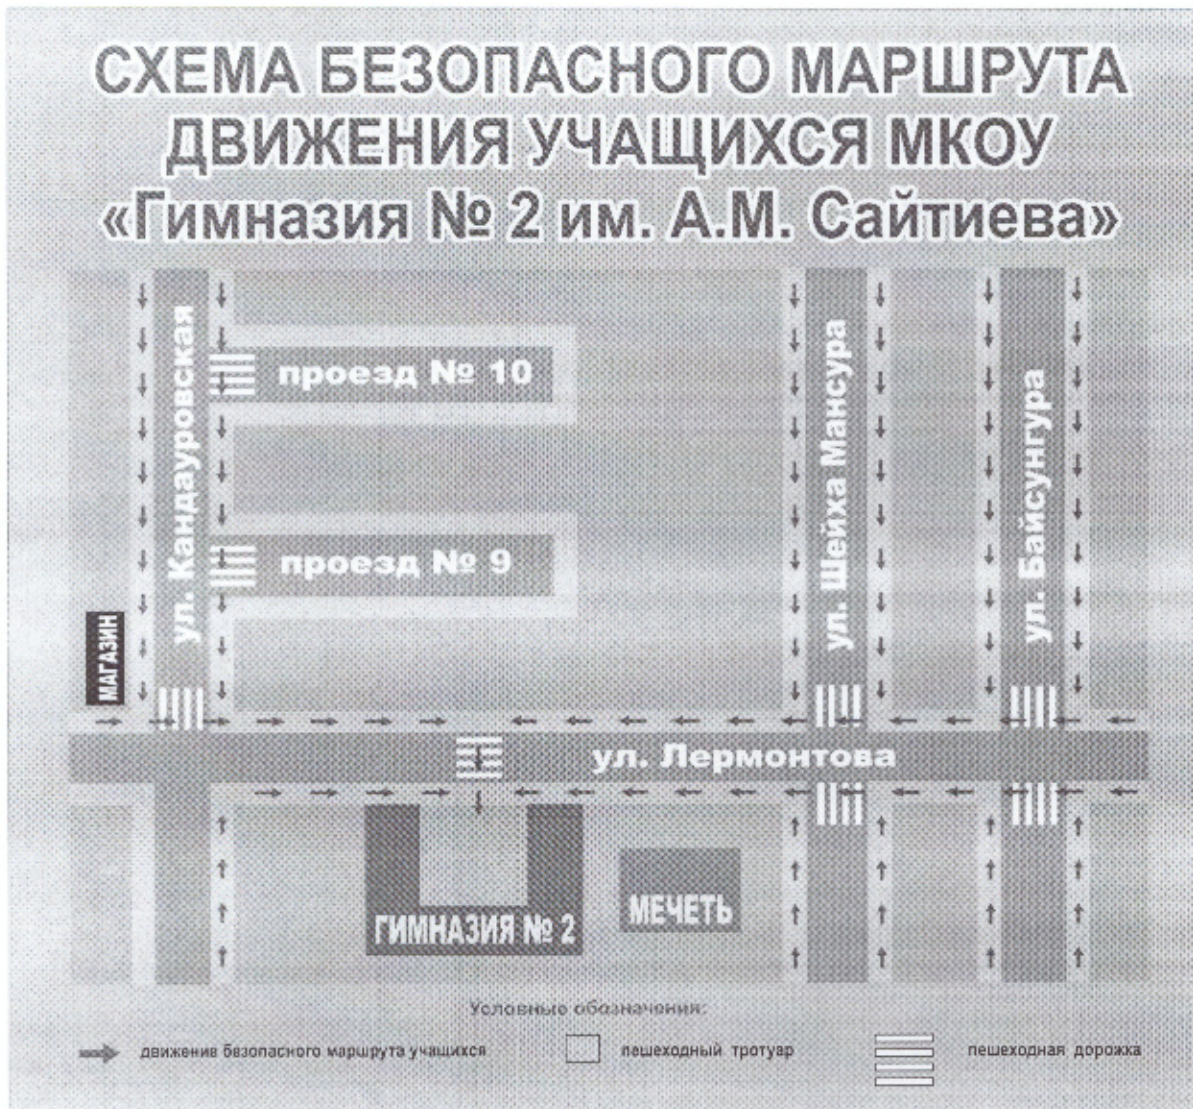 СХЕМА БЕЗОПАСНОГО МАРШРУТА
ДВИЖЕНИЯ УЧАЩИХСЯ МКОУ
«Гимназия № 2 им. А.М. Сайтиева»
ул. Кандауровская
проезд № 10
проезд № 9
ул. Шейха Мансура
ул. Байсунгура
МАГАЗИН
ул. Лермонтова
ГИМНАЗИЯ № 2
МЕЧЕТЬ
Условные обозначения:
движение безопасного маршрута учащихся
пешеходный тротуар
пешеходная дорожка